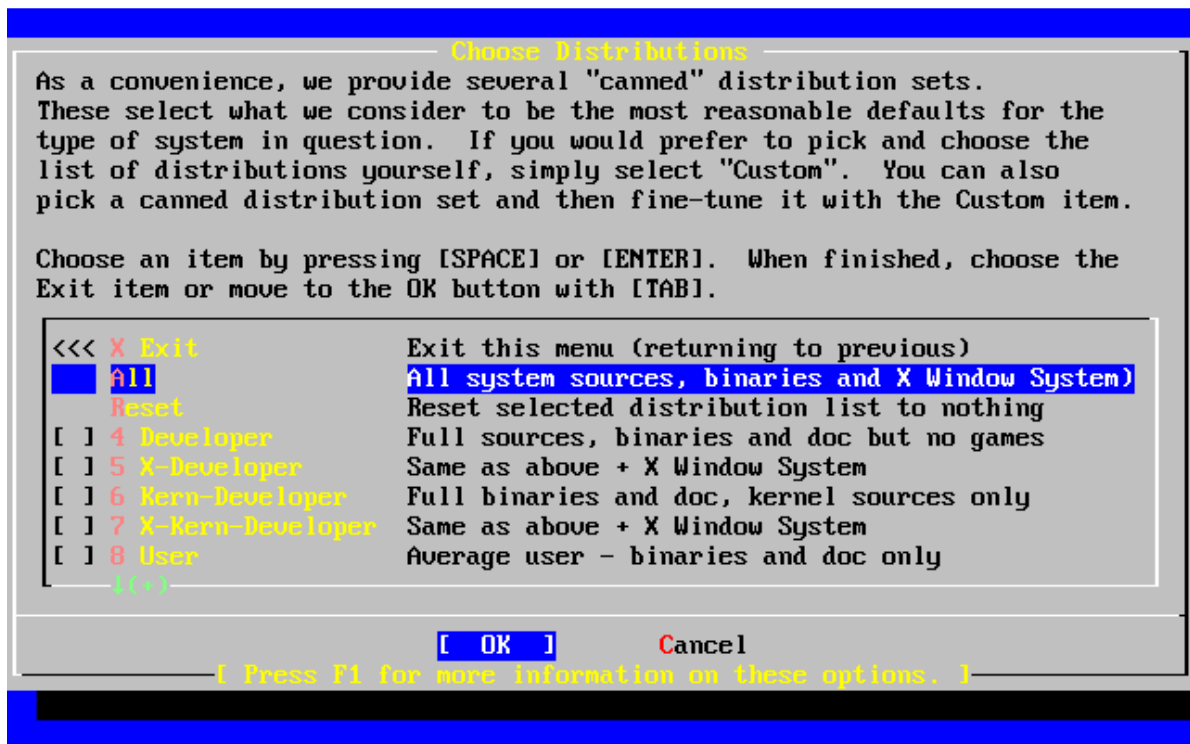 Choose Distributions
As a convenience, we provide several "canned" distribution sets.
These select what we consider to be the most reasonable defaults for the
type of system in question.  If you would prefer to pick and choose the
list of distributions yourself, simply select "Custom".  You can also
pick a canned distribution set and then fine-tune it with the Custom item.
Choose an item by pressing [SPACE] or [ENTER].  When finished, choose the
Exit item or move to the OK button with [TAB].
<<< X Exit Exit this menu (returning to previous)
All All system sources, binaries and X Window System)
Reset Reset selected distribution list to nothing
[ ] 4 Developer Full sources, binaries and doc but no games
[ ] 5 X-Developer Same as above + X Window System
[ ] 6 Kern-Developer Full binaries and doc, kernel sources only
[ ] 7 X-Kern-Developer Same as above + X Window System
[ ] 8 User Average user - binaries and doc only
↓(+)
[ OK ] Cancel
[ Press F1 for more information on these options. ]